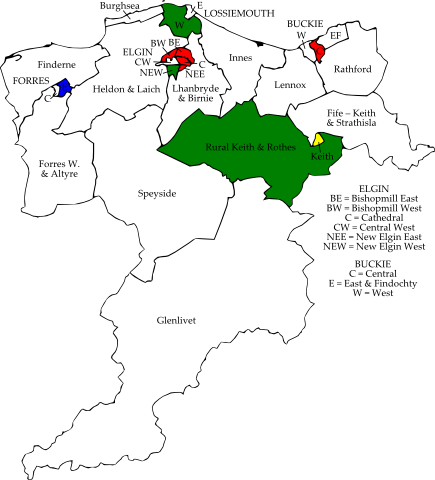 Burghsea
E
LOSSIEMOUTH
W
BUCKIE
W
EF
BW BE
ELGIN
CW
C
NEW
NEE
Innes
Finderne
Rathford
FORRES
C
Heldon & Laich
Lhanbryde
& Birnie
Lennox
Fife – Keith
& Strathisla
Rural Keith & Rothes
Keith
Forres W.
& Altyre
Speyside
Glenlivet
ELGIN
BE = Bishopmill East
BW = Bishopmill West
C = Cathedral
CW = Central West
NEE = New Elgin East
NEW = New Elgin West
BUCKIE
C = Central
E = East & Findochty
W = West